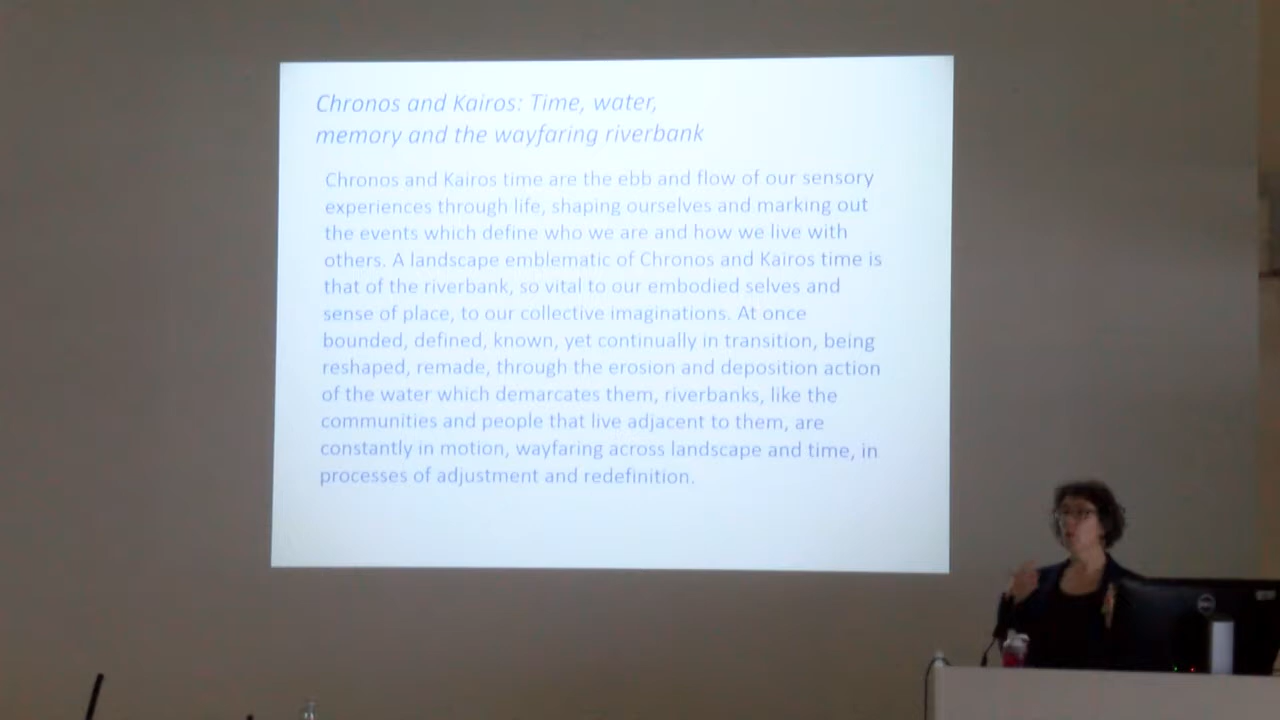 Chronos and Kairos: Time, water,
memory and the wayfaring riverbank
Chronos and Kairos time are the ebb and flow of our sensory
experiences through life, shaping ourselves and marking out
the events which define who we are and how we live with
others. A landscape emblematic of Chronos and Kairos time is
that of the riverbank, so vital to our embodied selves and
sense of place, to our collective imaginations. At once
bounded, defined, known, yet continually in transition, being
reshaped, remade, through the erosion and deposition action
of the water which demarcates them, riverbanks, like the
communities and people that live adjacent to them, are
constantly in motion, wayfaring across landscape and time, in
processes of adjustment and redefinition.